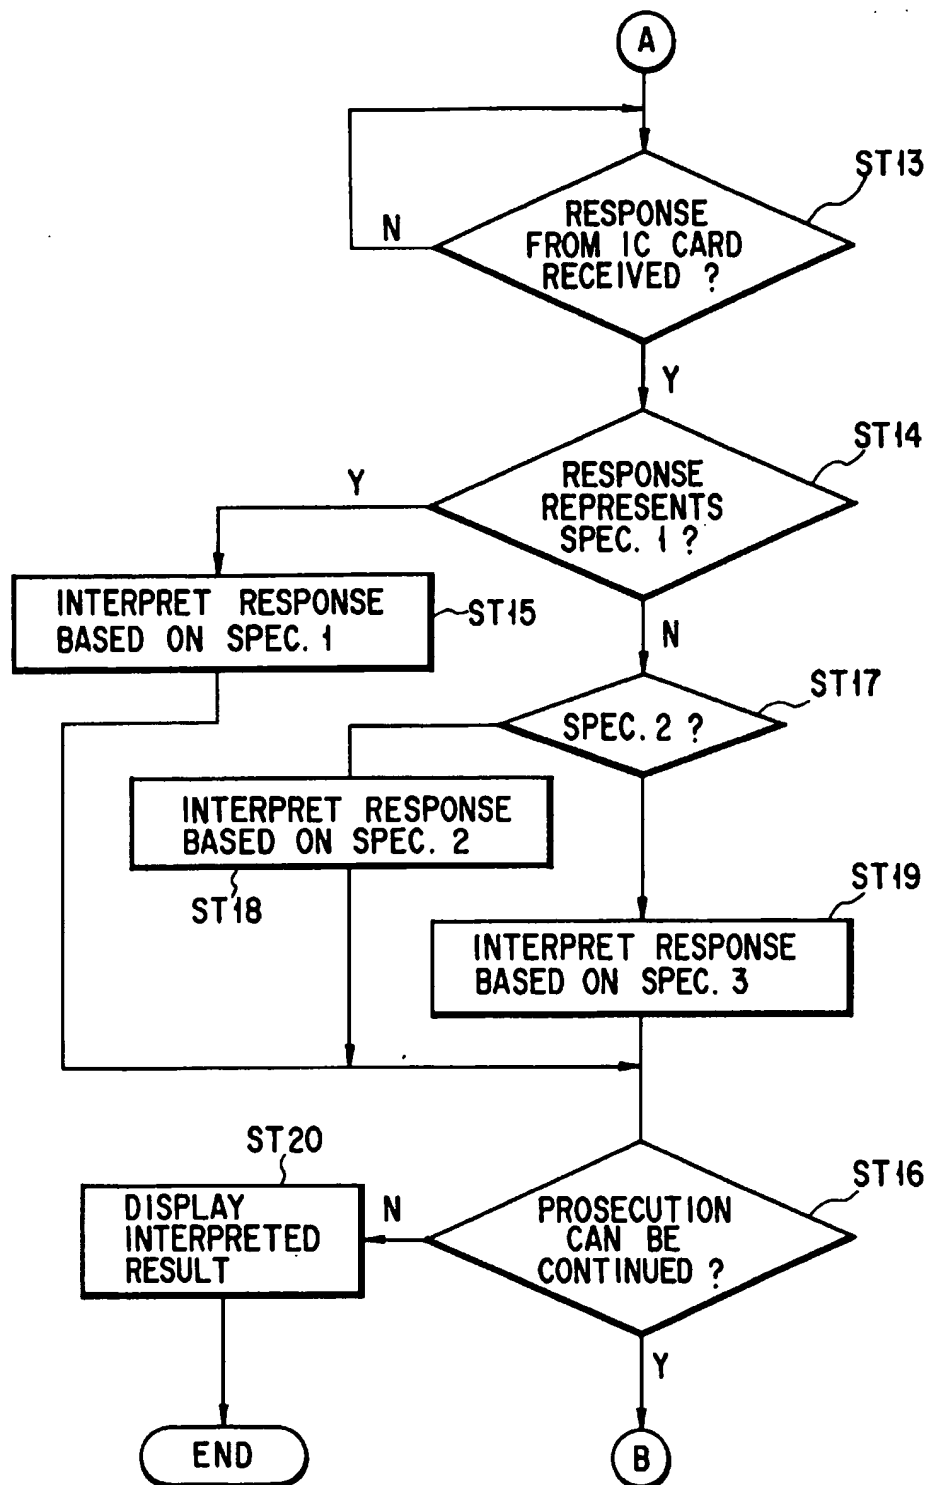 A
ST13
RESPONSE
FROM IC CARD
RECEIVED ?
N
Y
ST14
RESPONSE
REPRESENTS
SPEC. 1 ?
Y
N
INTERPRET RESPONSE
BASED ON SPEC. 1
ST15
ST17
SPEC. 2 ?
INTERPRET RESPONSE
BASED ON SPEC. 2
ST18
ST19
INTERPRET RESPONSE
BASED ON SPEC. 3
ST20
DISPLAY
INTERPRETED
RESULT
N
ST16
PROSECUTION
CAN BE
CONTINUED ?
Y
END
B